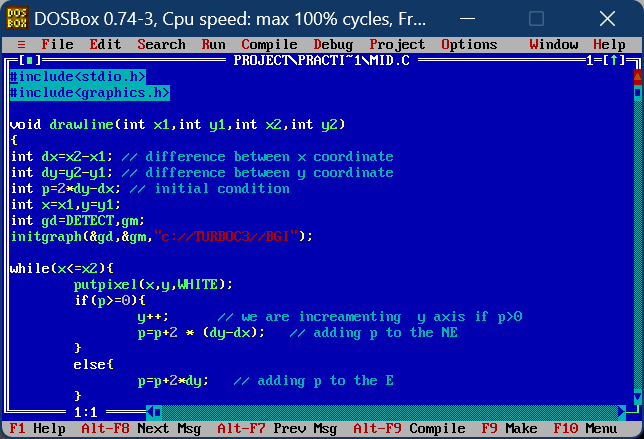 DOSBox 0.74-3, Cpu speed: max 100% cycles, Fr...
≡ File Edit Search Run Compile Debug Project Options Window Help
[■] PROJECT\PRACTI~1\MID.C 1=[↑]
#include<stdio.h>
#include<graphics.h>
void drawline(int x1,int y1,int x2,int y2)
{
int dx=x2-x1; // difference between x coordinate
int dy=y2-y1; // difference between y coordinate
int p=2*dy-dx; // initial condition
int x=x1,y=y1;
int gd=DETECT,gm;
initgraph(&gd,&gm,"c://TURBOC3//BGI");
while(x<=x2){
putpixel(x,y,WHITE);
if(p>=0){
y++; // we are increamenting  y axis if p>0
p=p+2 * (dy-dx); // adding p to the NE
}
else{
p=p+2*dy; // adding p to the E
}
1:1
F1 Help Alt-F8 Next Msg Alt-F7 Prev Msg Alt-F9 Compile F9 Make F10 Menu